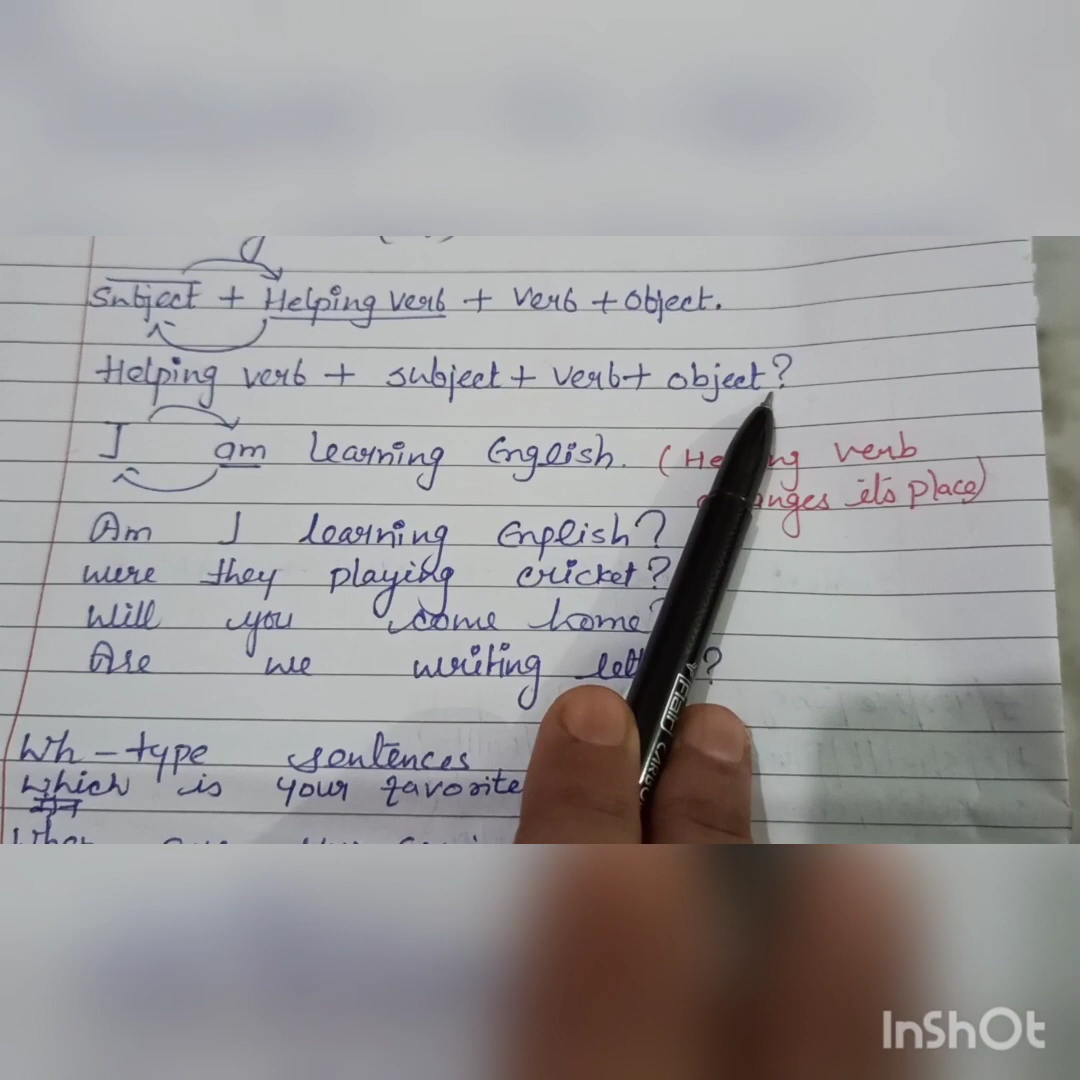 Subject + Helping verb + verb + object.
Helping verb + subject + verb + object?
I am learning English. (He ng verb
anges its place)
Am I learning English?
were they playing cricket?
Will you come home?
Are we writing lett ?
Wh-type sentences
Which is your favorite
InShOt